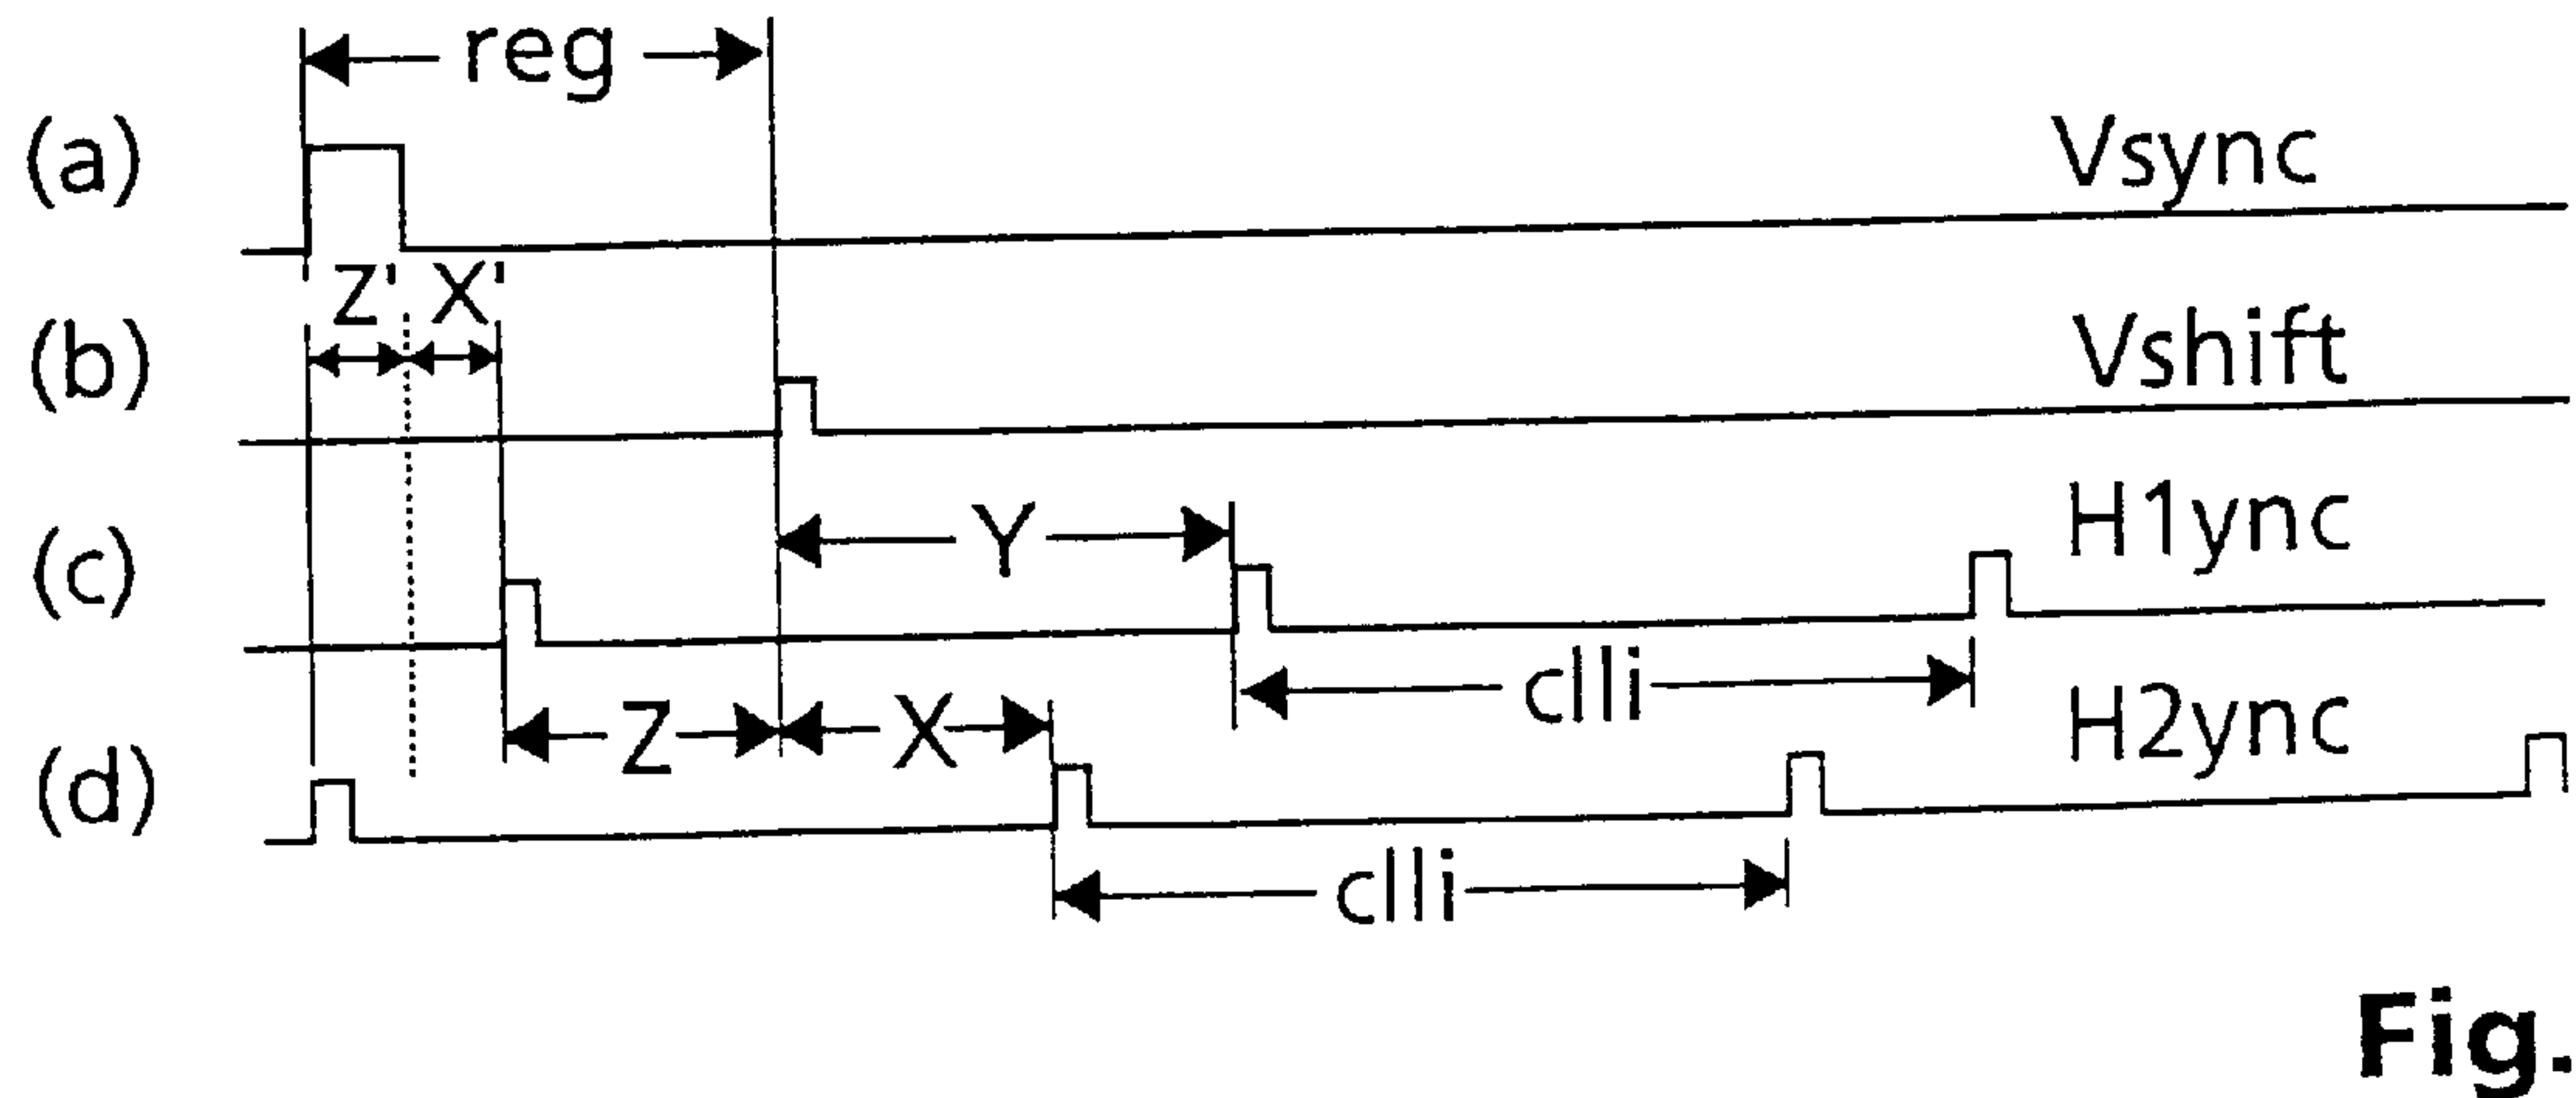 reg
(a) Vsync
Z' X'
(b) Vshift
Y
(c) H1ync
clli
Z X
(d) H2ync
clli
Fig.